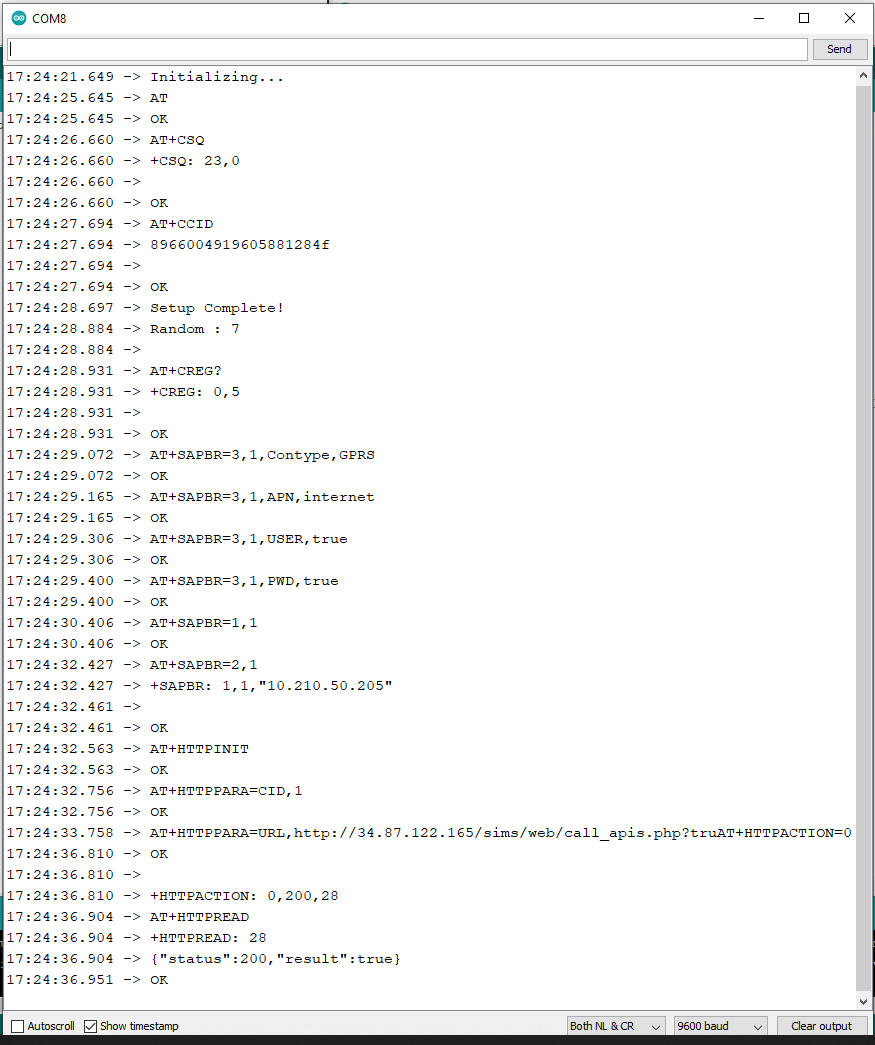 COM8
Send
17:24:21.649 -> Initializing...
17:24:25.645 -> AT
17:24:25.645 -> OK
17:24:26.660 -> AT+CSQ
17:24:26.660 -> +CSQ: 23,0
17:24:26.660 ->
17:24:26.660 -> OK
17:24:27.694 -> AT+CCID
17:24:27.694 -> 8966004919605881284f
17:24:27.694 ->
17:24:27.694 -> OK
17:24:28.697 -> Setup Complete!
17:24:28.884 -> Random : 7
17:24:28.884 ->
17:24:28.931 -> AT+CREG?
17:24:28.931 -> +CREG: 0,5
17:24:28.931 ->
17:24:28.931 -> OK
17:24:29.072 -> AT+SAPBR=3,1,Contype,GPRS
17:24:29.072 -> OK
17:24:29.165 -> AT+SAPBR=3,1,APN,internet
17:24:29.165 -> OK
17:24:29.306 -> AT+SAPBR=3,1,USER,true
17:24:29.306 -> OK
17:24:29.400 -> AT+SAPBR=3,1,PWD,true
17:24:29.400 -> OK
17:24:30.406 -> AT+SAPBR=1,1
17:24:30.406 -> OK
17:24:32.427 -> AT+SAPBR=2,1
17:24:32.427 -> +SAPBR: 1,1,"10.210.50.205"
17:24:32.461 ->
17:24:32.461 -> OK
17:24:32.563 -> AT+HTTPINIT
17:24:32.563 -> OK
17:24:32.756 -> AT+HTTPPARA=CID,1
17:24:32.756 -> OK
17:24:33.758 -> AT+HTTPPARA=URL,http://34.87.122.165/sims/web/call_apis.php?truAT+HTTPACTION=0
17:24:36.810 -> OK
17:24:36.810 ->
17:24:36.810 -> +HTTPACTION: 0,200,28
17:24:36.904 -> AT+HTTPREAD
17:24:36.904 -> +HTTPREAD: 28
17:24:36.904 -> {"status":200,"result":true}
17:24:36.951 -> OK
Autoscroll Show timestamp Both NL & CR 9600 baud Clear output